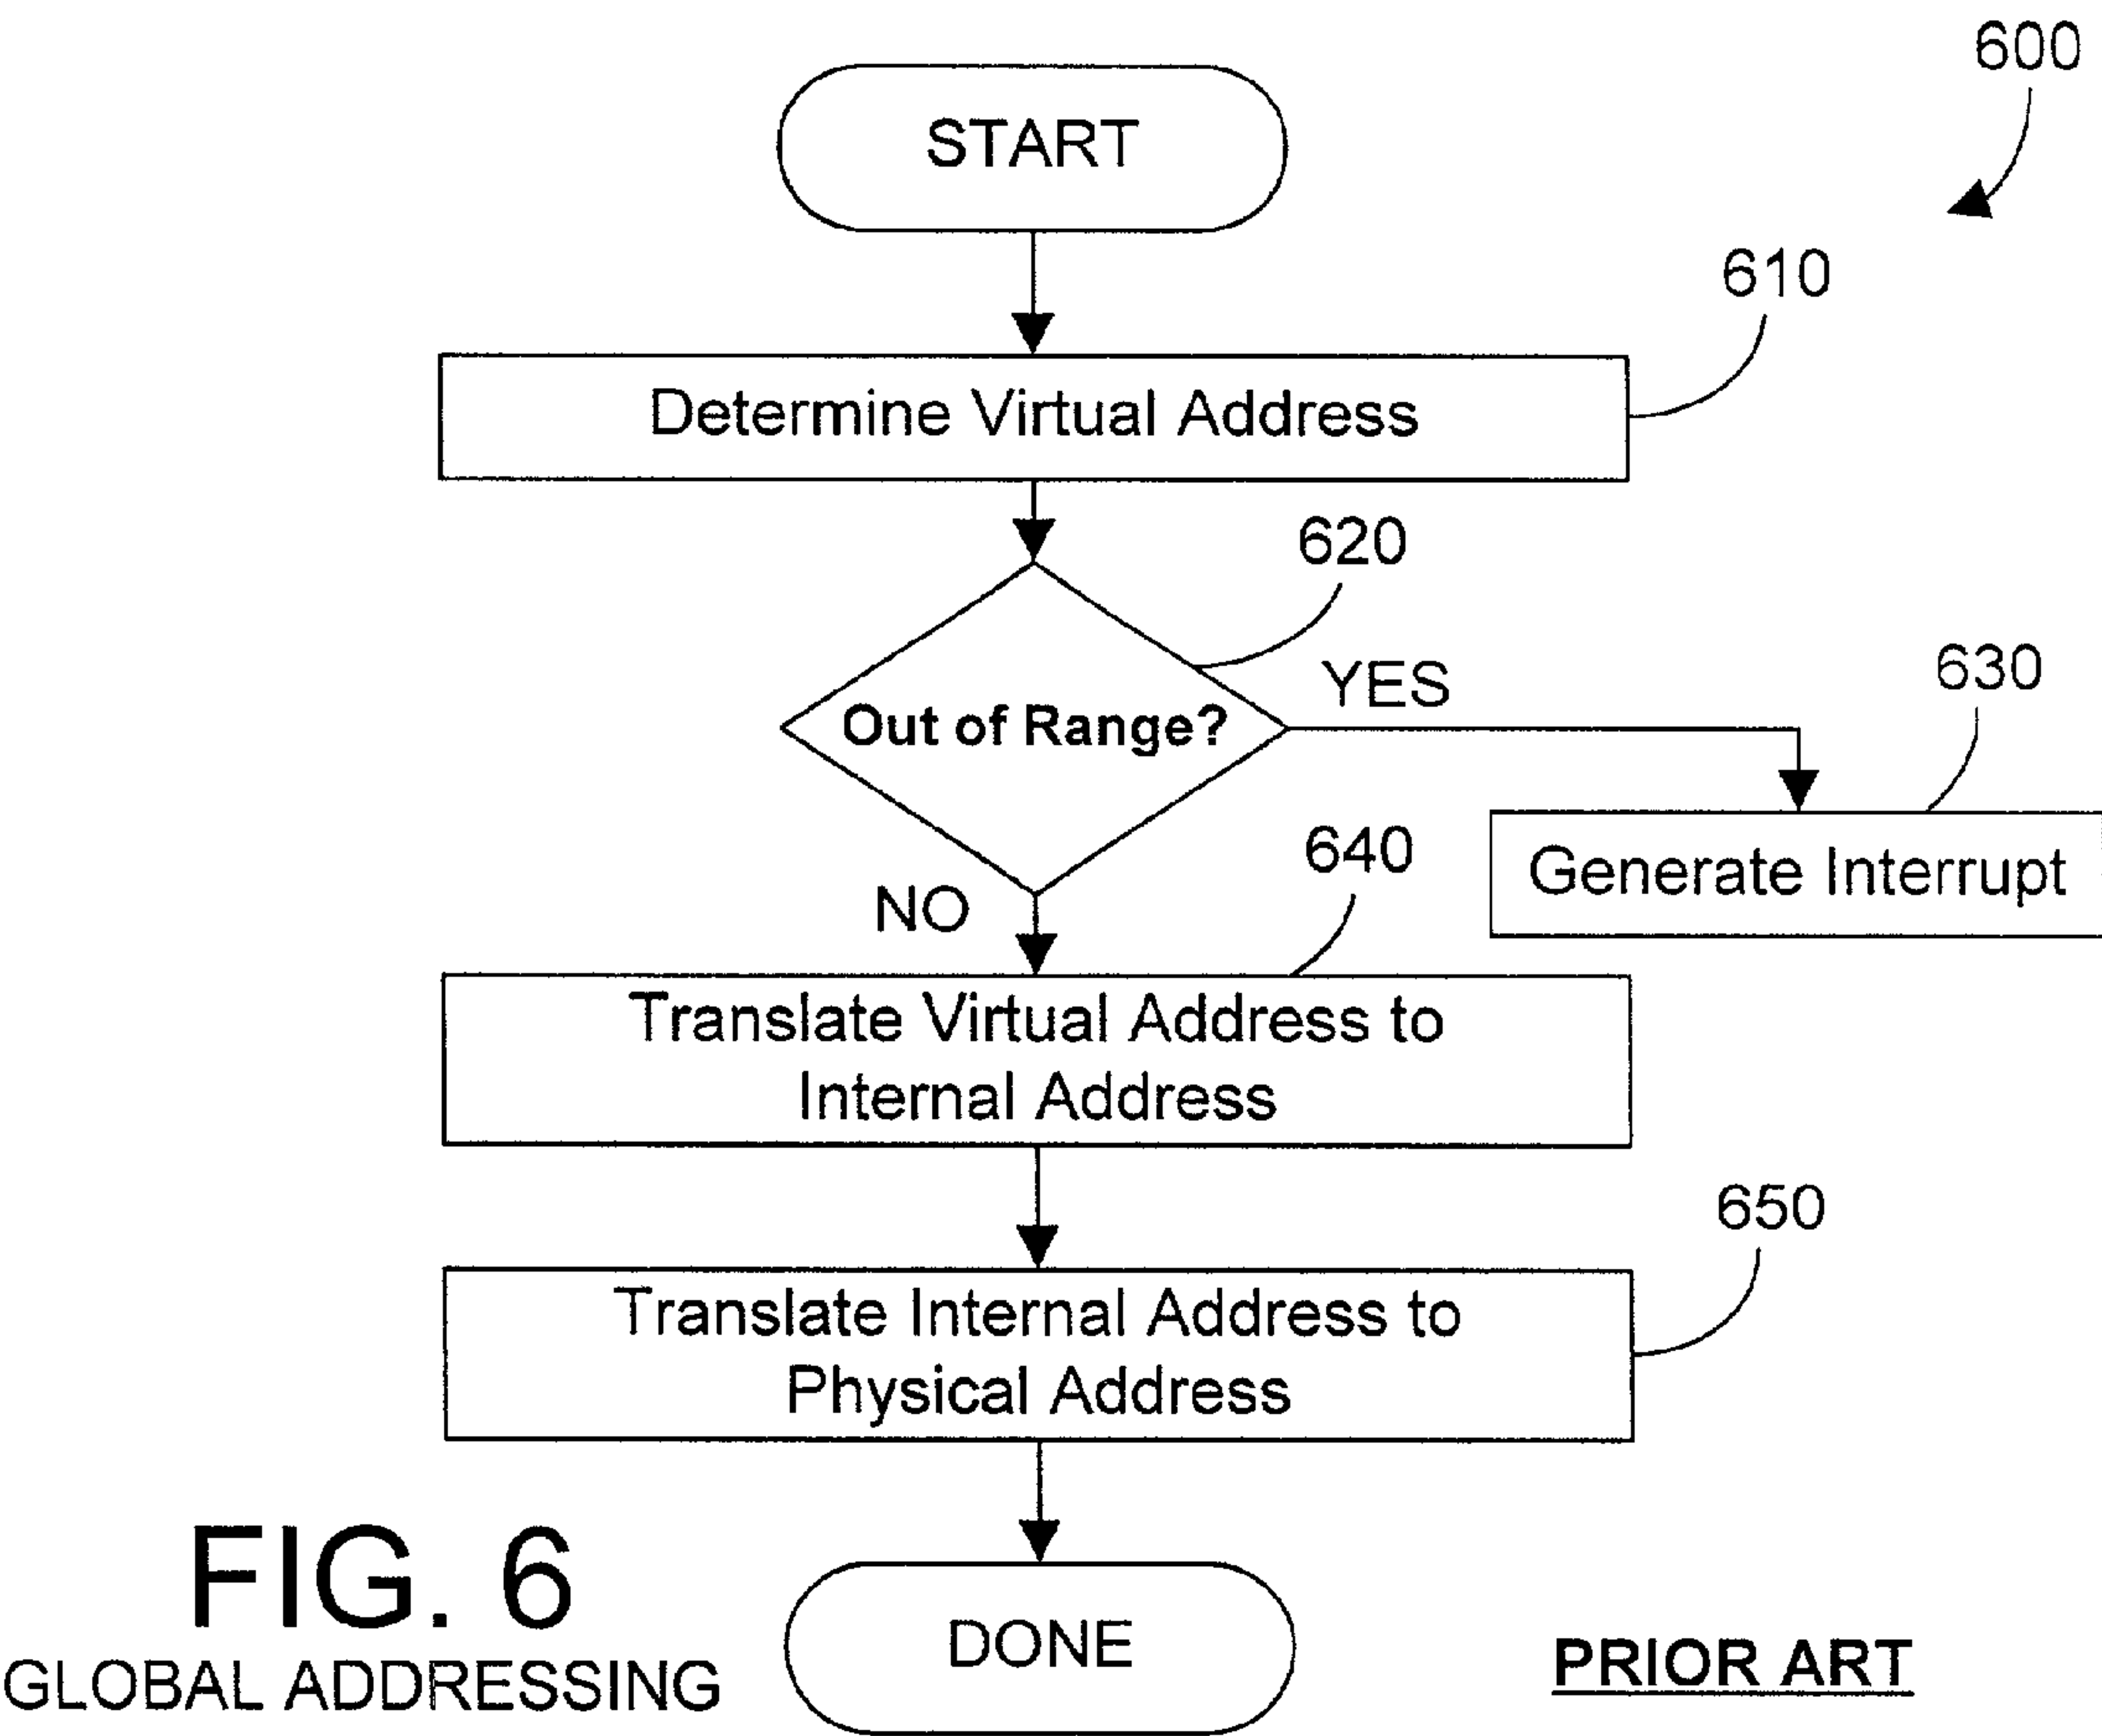 600
START
610
Determine Virtual Address
620
Out of Range?
YES
630
Generate Interrupt
640
NO
Translate Virtual Address to
Internal Address
650
Translate Internal Address to
Physical Address
FIG. 6
GLOBAL ADDRESSING
DONE
PRIOR ART